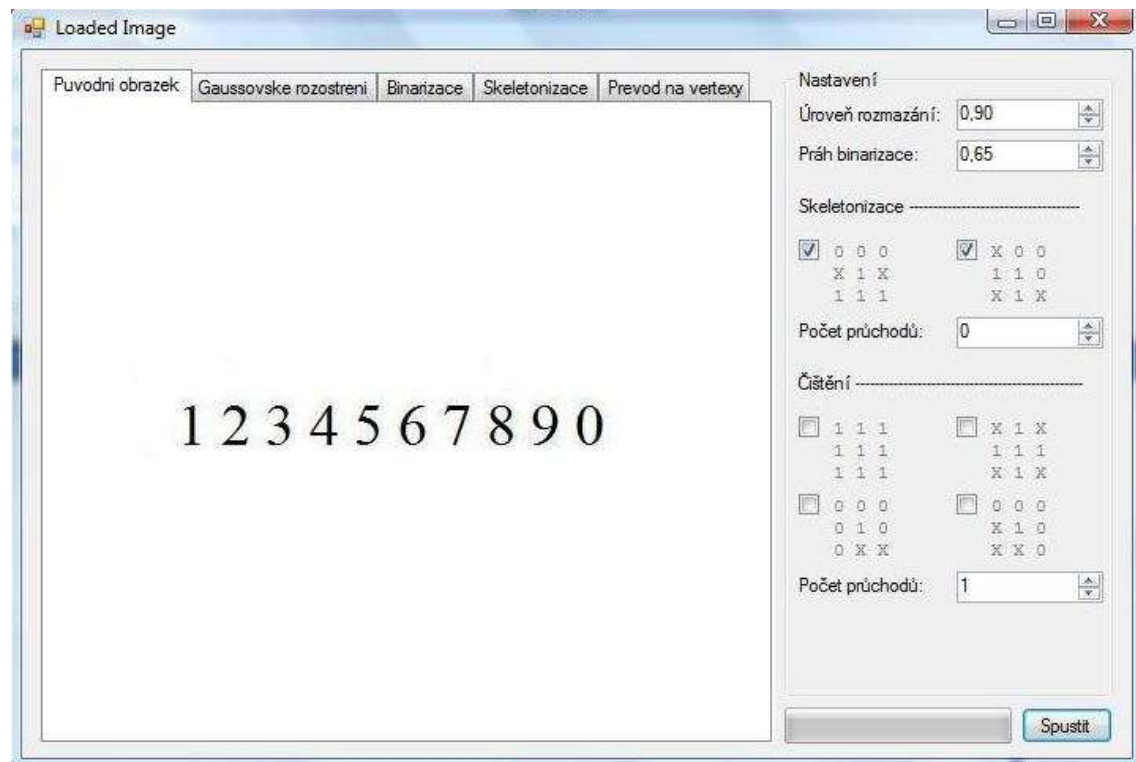 Loaded Image
Puvodni obrazek Gaussovske rozostreni Binarizace Skeletonizace Prevod na vertexy
1 2 3 4 5 6 7 8 9 0
Nastavení
Úroveň rozmazání: 0,90
Práh binarizace: 0,65
Skeletonizace
0 0 0 X 0 0
X 1 X 1 1 0
1 1 1 X 1 X
Počet průchodů: 0
Čištění
1 1 1 X 1 X
1 1 1 1 1 1
1 1 1 X 1 X
0 0 0 0 0 0
0 1 0 X 1 0
0 X X X X 0
Počet průchodů: 1
Spustit